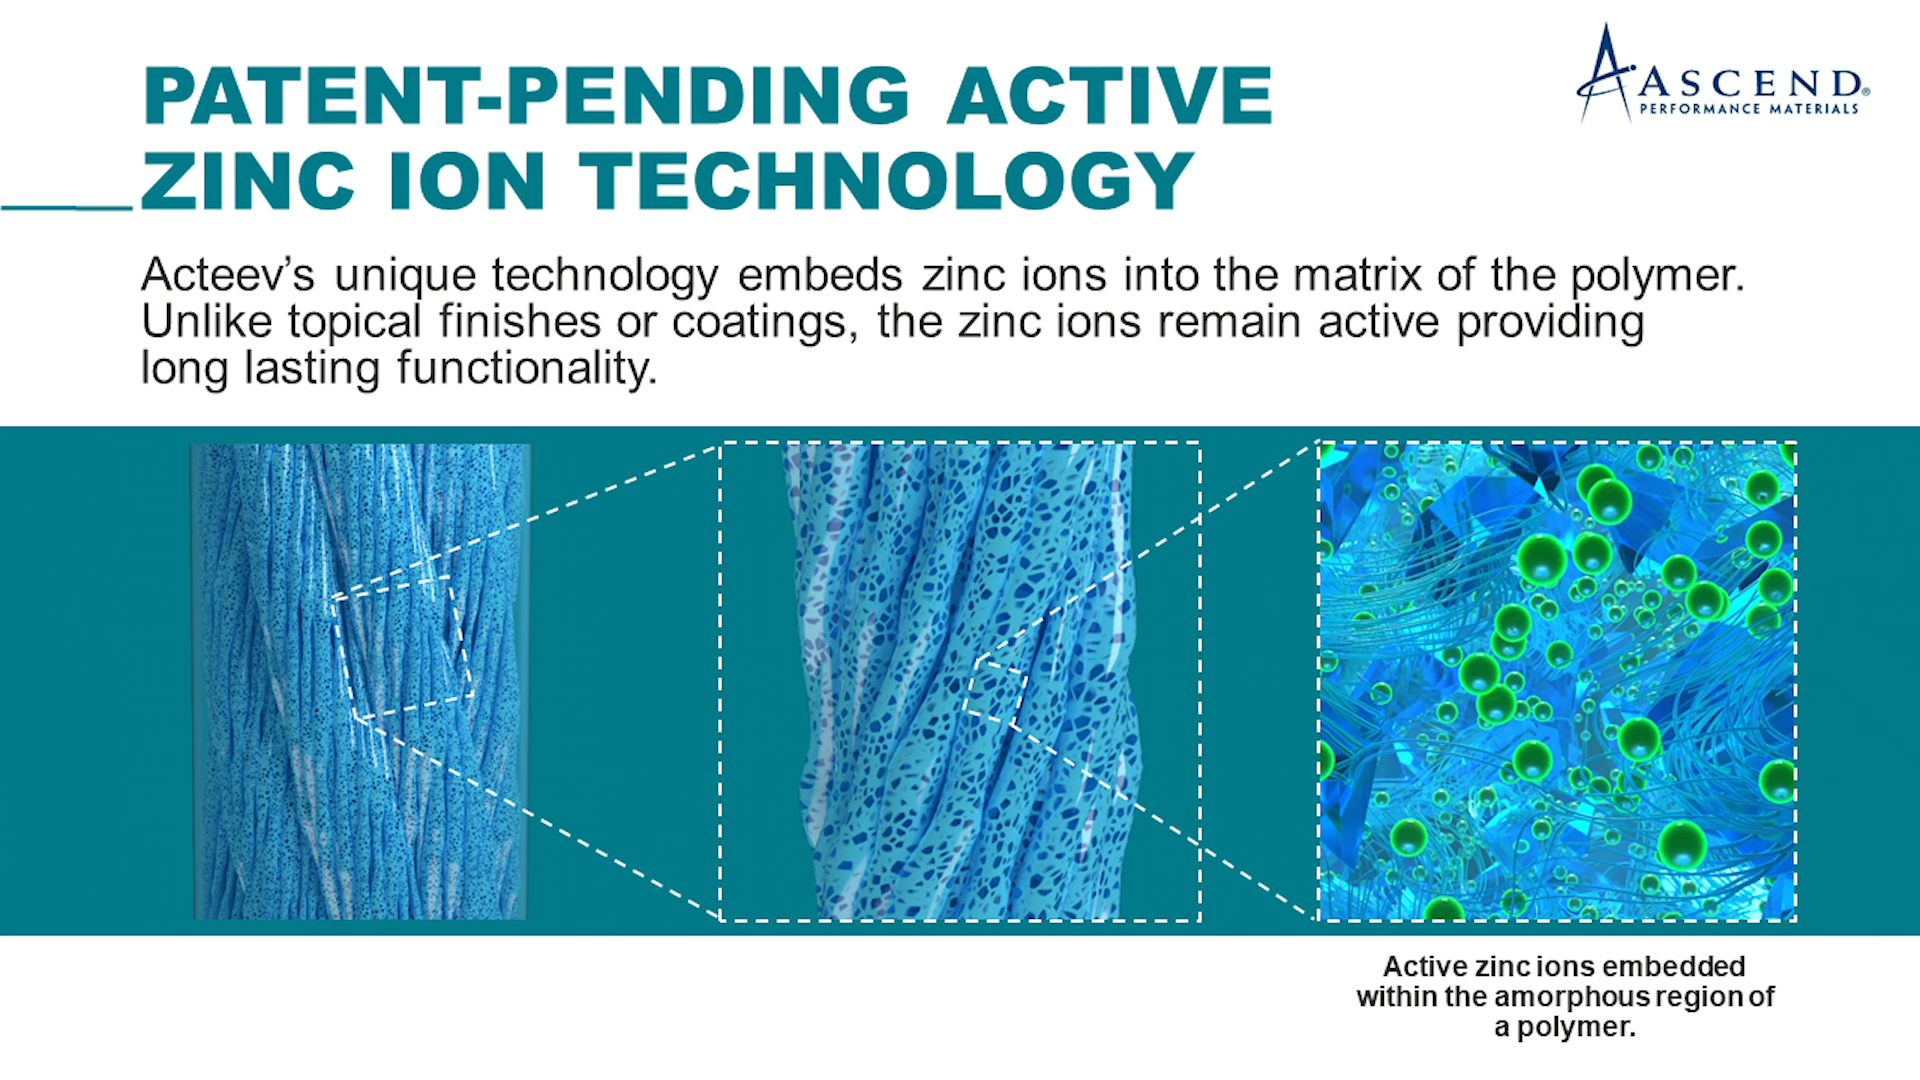 PATENT-PENDING ACTIVE
ZINC ION TECHNOLOGY
ASCEND®
PERFORMANCE MATERIALS
Acteev’s unique technology embeds zinc ions into the matrix of the polymer.
Unlike topical finishes or coatings, the zinc ions remain active providing
long lasting functionality.
Active zinc ions embedded
within the amorphous region of
a polymer.